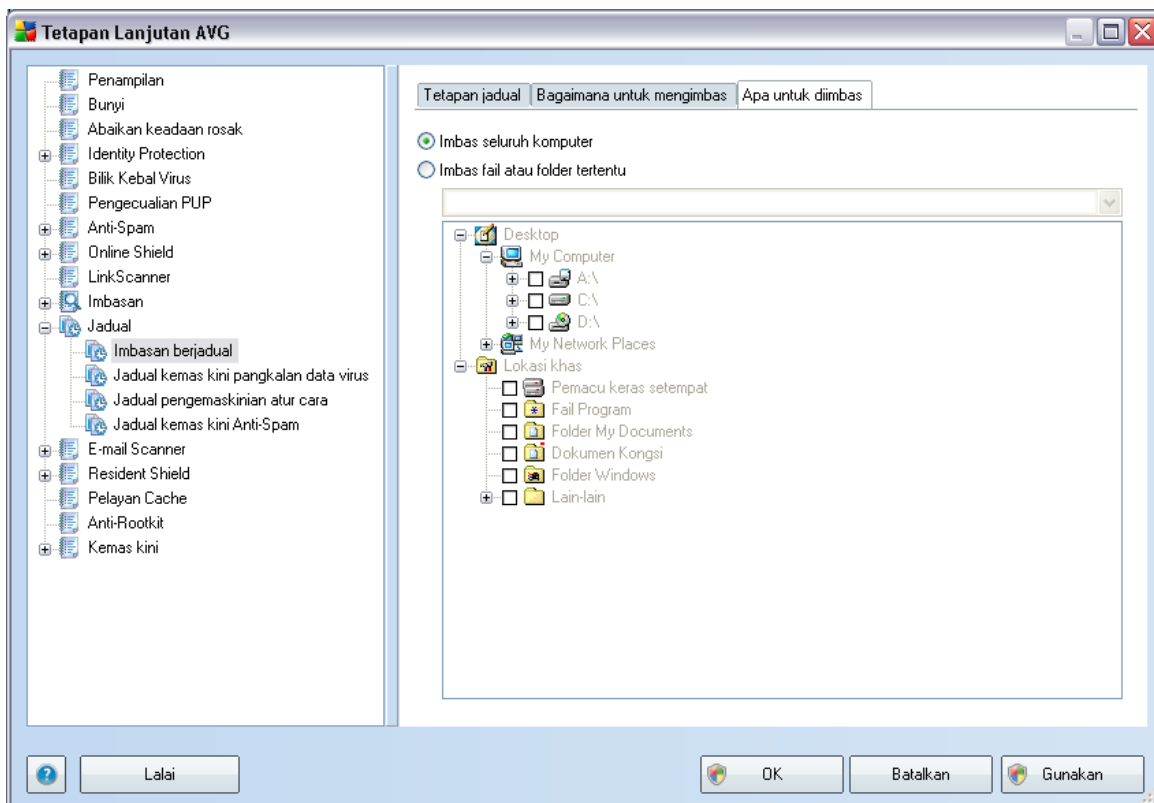 Tetapan Lanjutan AVG
Penampilan
Bunyi
Abaikan keadaan rosak
Identity Protection
Bilik Kebal Virus
Pengecualian PUP
Anti-Spam
Online Shield
LinkScanner
Imbasan
Jadual
Imbasan berjadual
Jadual kemas kini pangkalan data virus
Jadual pengemaskinian atur cara
Jadual kemas kini Anti-Spam
E-mail Scanner
Resident Shield
Pelayan Cache
Anti-Rootkit
Kemas kini
Tetapan jadual Bagaimana untuk mengimbas Apa untuk diimbas
Imbas seluruh komputer
Imbas fail atau folder tertentu
Desktop
My Computer
A:\
C:\
D:\
My Network Places
Lokasi khas
Pemacu keras setempat
Fail Program
Folder My Documents
Dokumen Kongsi
Folder Windows
Lain-lain
Lalai OK Batalkan Gunakan